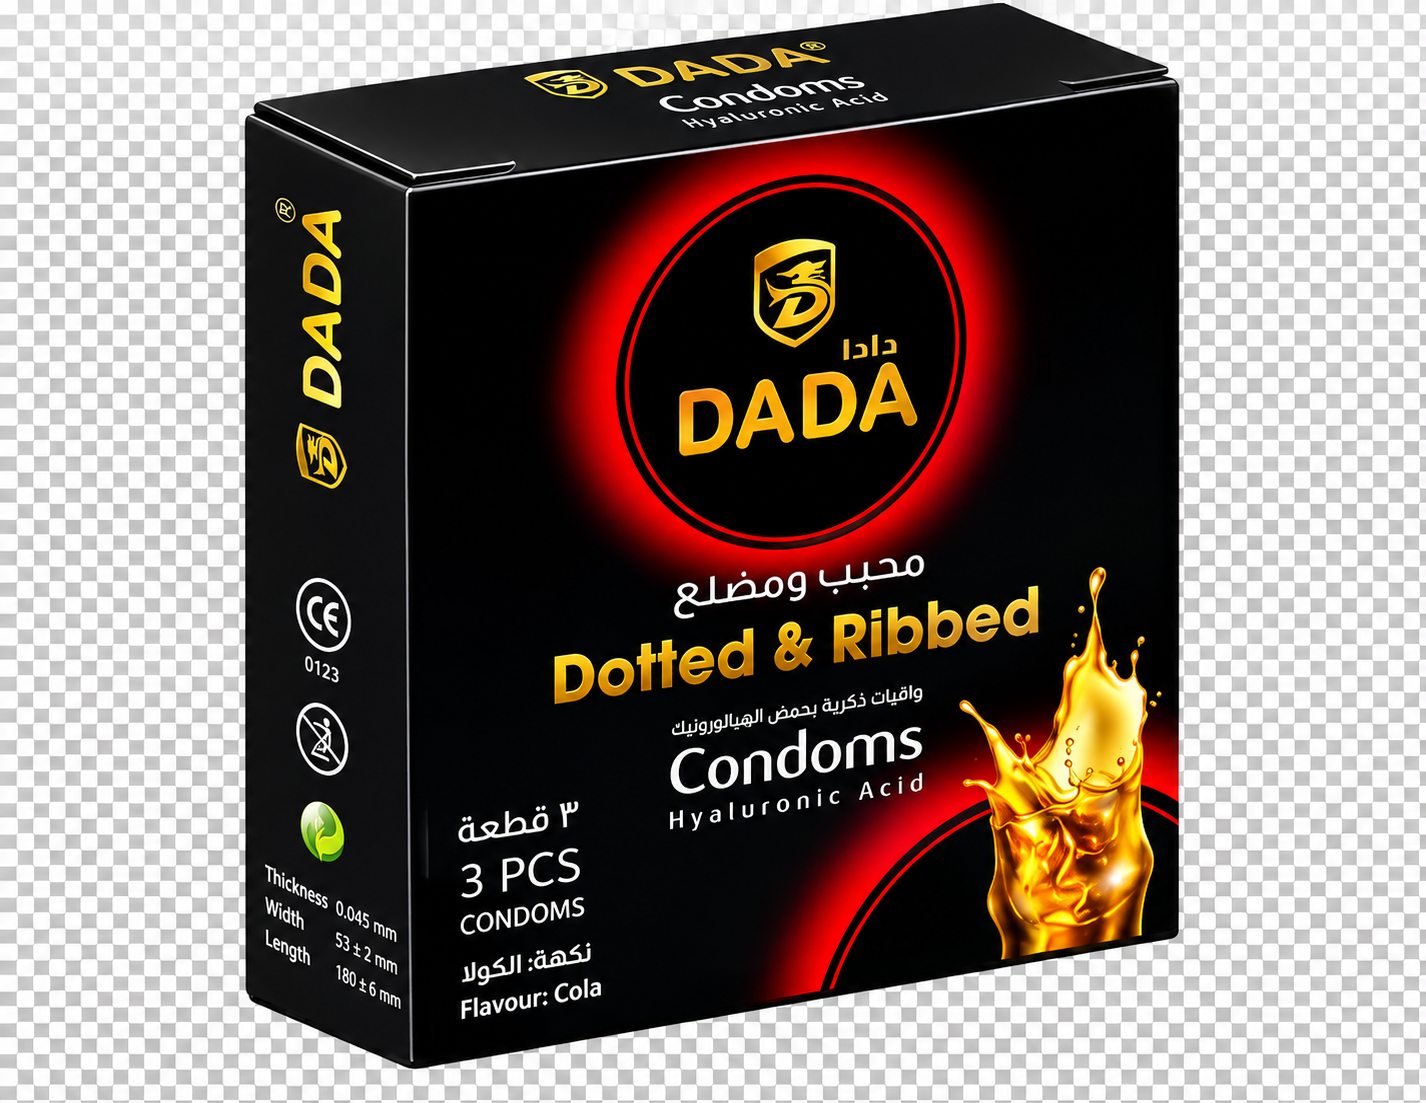 DADA®
Condoms
Hyaluronic Acid
DADA®
CE
0123
Thickness 0.045 mm
Width 53 ± 2 mm
Length 180 ± 6 mm
دادا
DADA
محبب ومضلع
Dotted & Ribbed
واقيات ذكرية بحمض الهيالورونيك
Condoms
Hyaluronic Acid
٣ قطعة
3 PCS
CONDOMS
نكهة: الكولا
Flavour: Cola